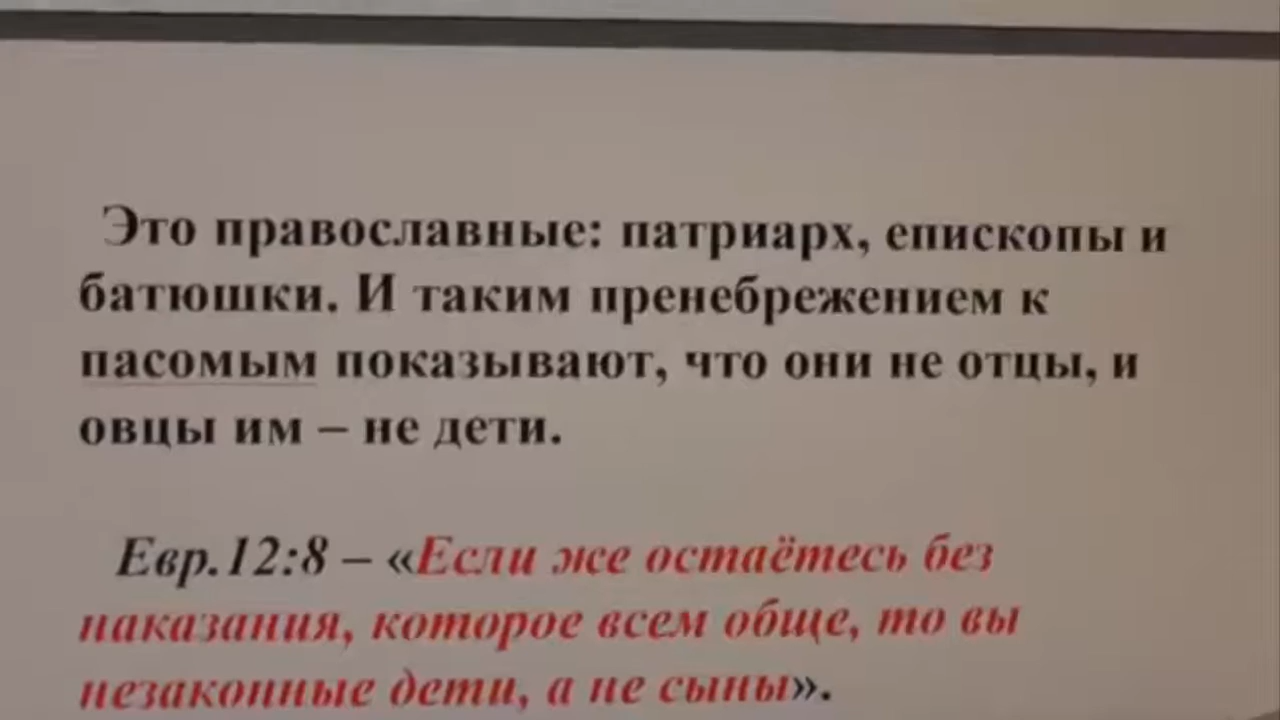 Это православные: патриарх, епископы и
батюшки. И таким пренебрежением к
пасомым показывают, что они не отцы, и
овцы им – не дети.
Евр.12:8 – «Если же остаётесь без
наказания, которое всем обще, то вы
незаконные дети, а не сыны».